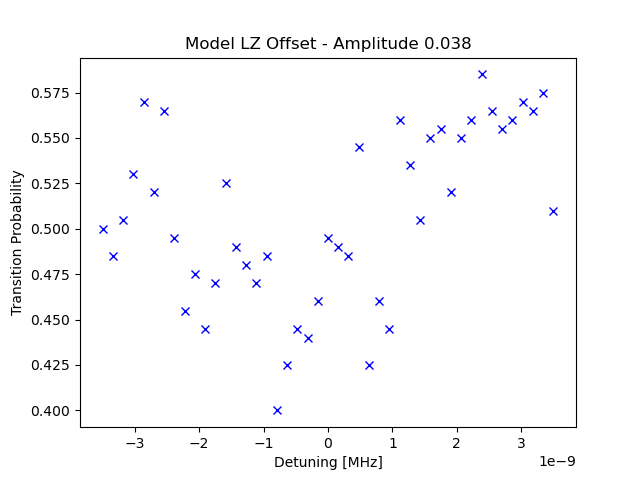 Model LZ Offset - Amplitude 0.038
Transition Probability
0.575
0.550
0.525
0.500
0.475
0.450
0.425
0.400
−3 −2 −1 0 1 2 3
1e−9
Detuning [MHz]